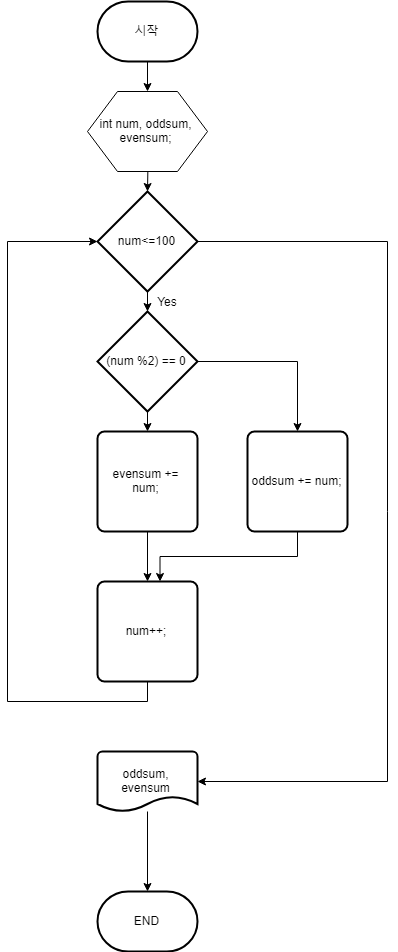 시작
int num, oddsum,
evensum;
num<=100
Yes
(num %2) == 0
evensum +=
num;
oddsum += num;
num++;
oddsum,
evensum
END